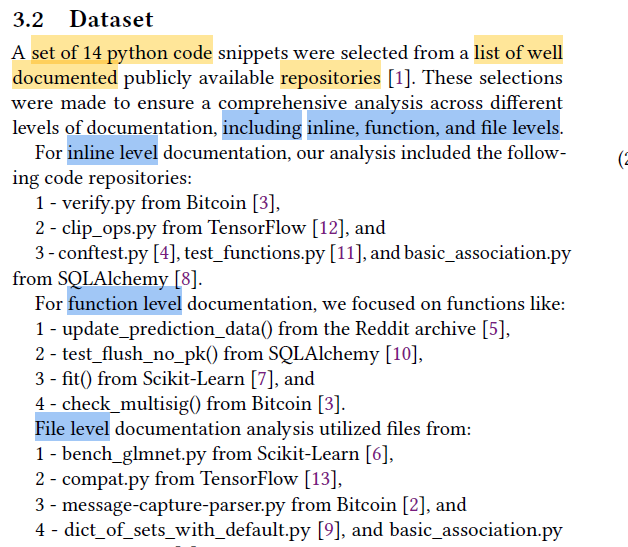 3.2 Dataset
A set of 14 python code snippets were selected from a list of well
documented publicly available repositories [1]. These selections
were made to ensure a comprehensive analysis across different
levels of documentation, including inline, function, and file levels.
For inline level documentation, our analysis included the follow-
ing code repositories:
1 - verify.py from Bitcoin [3],
2 - clip_ops.py from TensorFlow [12], and
3 - conftest.py [4], test_functions.py [11], and basic_association.py
from SQLAlchemy [8].
For function level documentation, we focused on functions like:
1 - update_prediction_data() from the Reddit archive [5],
2 - test_flush_no_pk() from SQLAlchemy [10],
3 - fit() from Scikit-Learn [7], and
4 - check_multisig() from Bitcoin [3].
File level documentation analysis utilized files from:
1 - bench_glmnet.py from Scikit-Learn [6],
2 - compat.py from TensorFlow [13],
3 - message-capture-parser.py from Bitcoin [2], and
4 - dict_of_sets_with_default.py [9], and basic_association.py